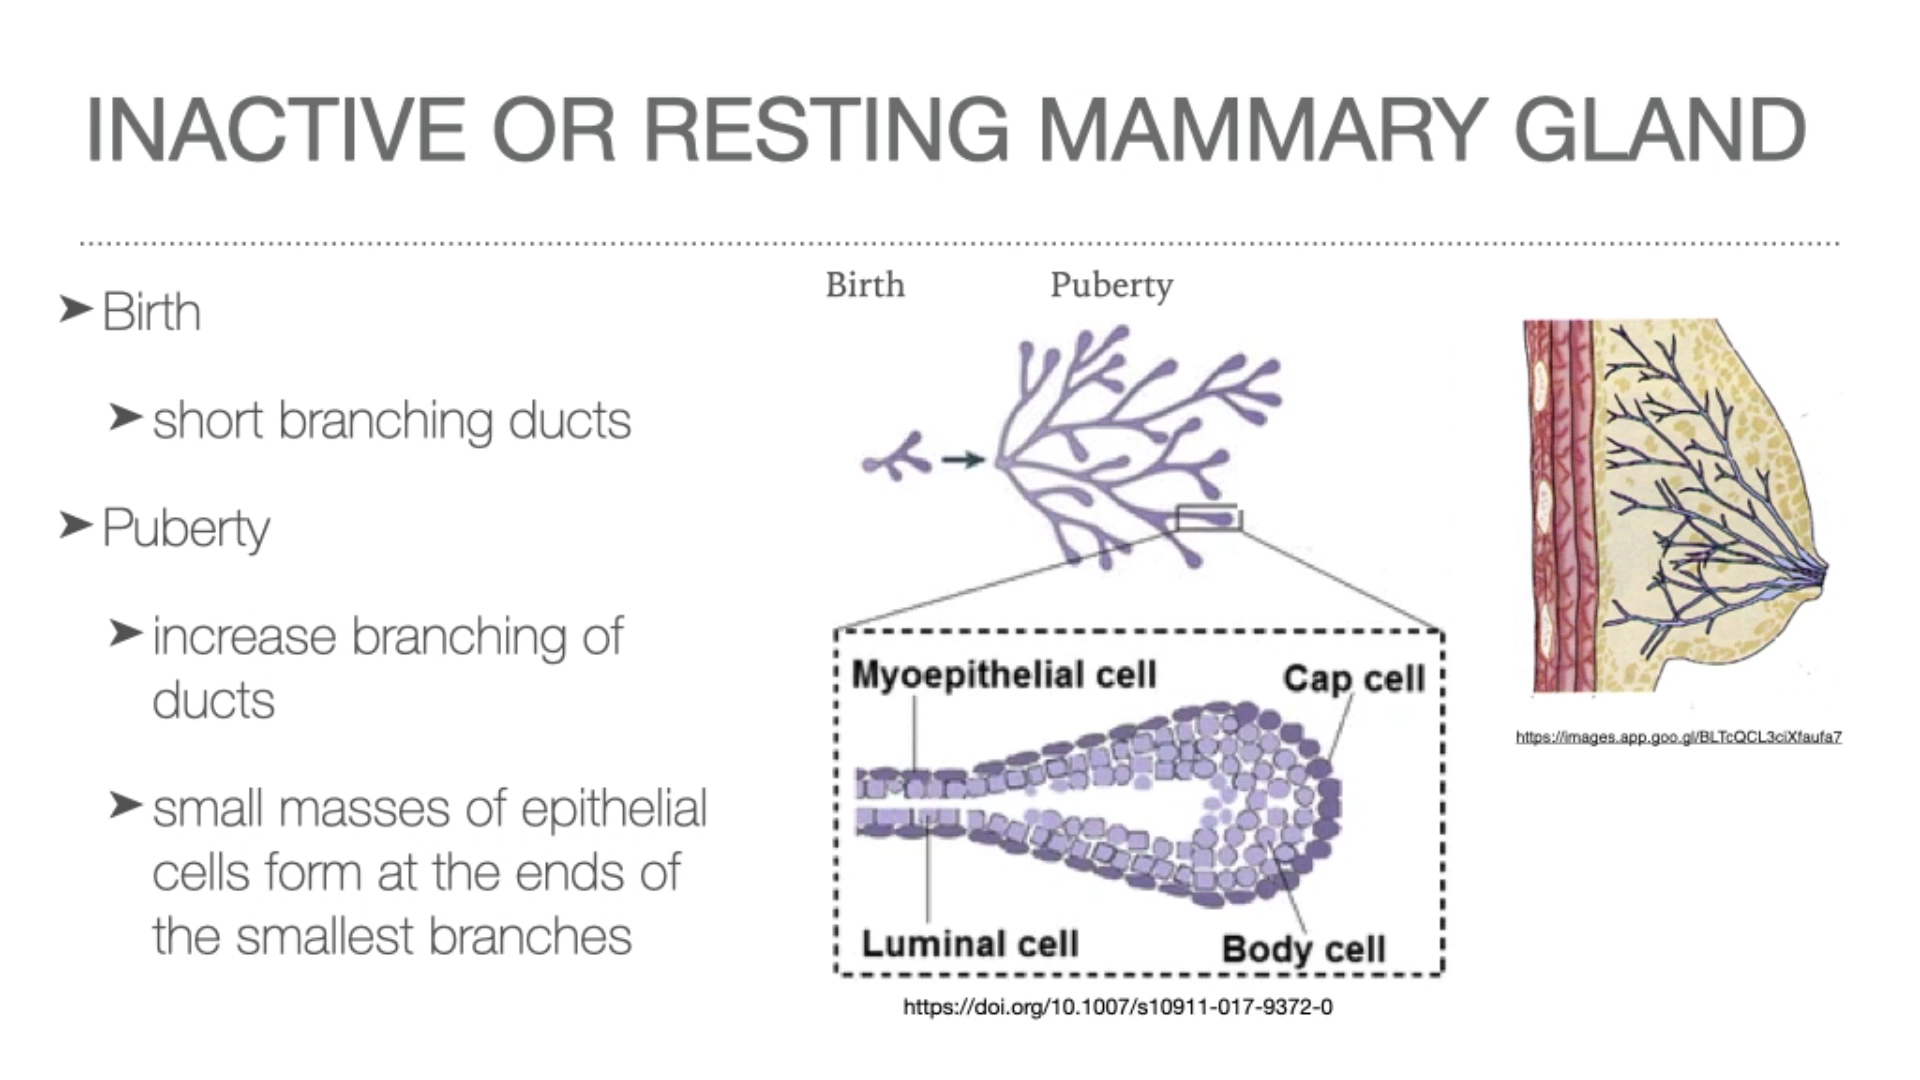 INACTIVE OR RESTING MAMMARY GLAND
➤ Birth
➤ short branching ducts
➤ Puberty
➤ increase branching of
ducts
➤ small masses of epithelial
cells form at the ends of
the smallest branches
Birth
Puberty
Myoepithelial cell
Cap cell
Luminal cell
Body cell
https://doi.org/10.1007/s10911-017-9372-0
https://images.app.goo.gl/BLTcQCL3ciXfaufa7